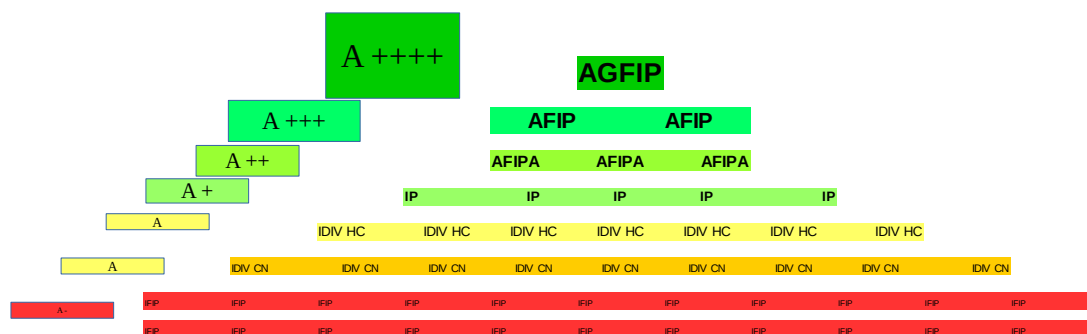 A ++++
AGFIP
A +++ AFIP AFIP
A ++ AFIPA AFIPA AFIPA
A + IP IP IP IP IP
A IDIV HC IDIV HC IDIV HC IDIV HC IDIV HC IDIV HC IDIV HC
A IDIV CN IDIV CN IDIV CN IDIV CN IDIV CN IDIV CN IDIV CN IDIV CN IDIV CN
A - IFIP IFIP IFIP IFIP IFIP IFIP IFIP IFIP IFIP IFIP IFIP
IFIP IFIP IFIP IFIP IFIP IFIP IFIP IFIP IFIP IFIP IFIP